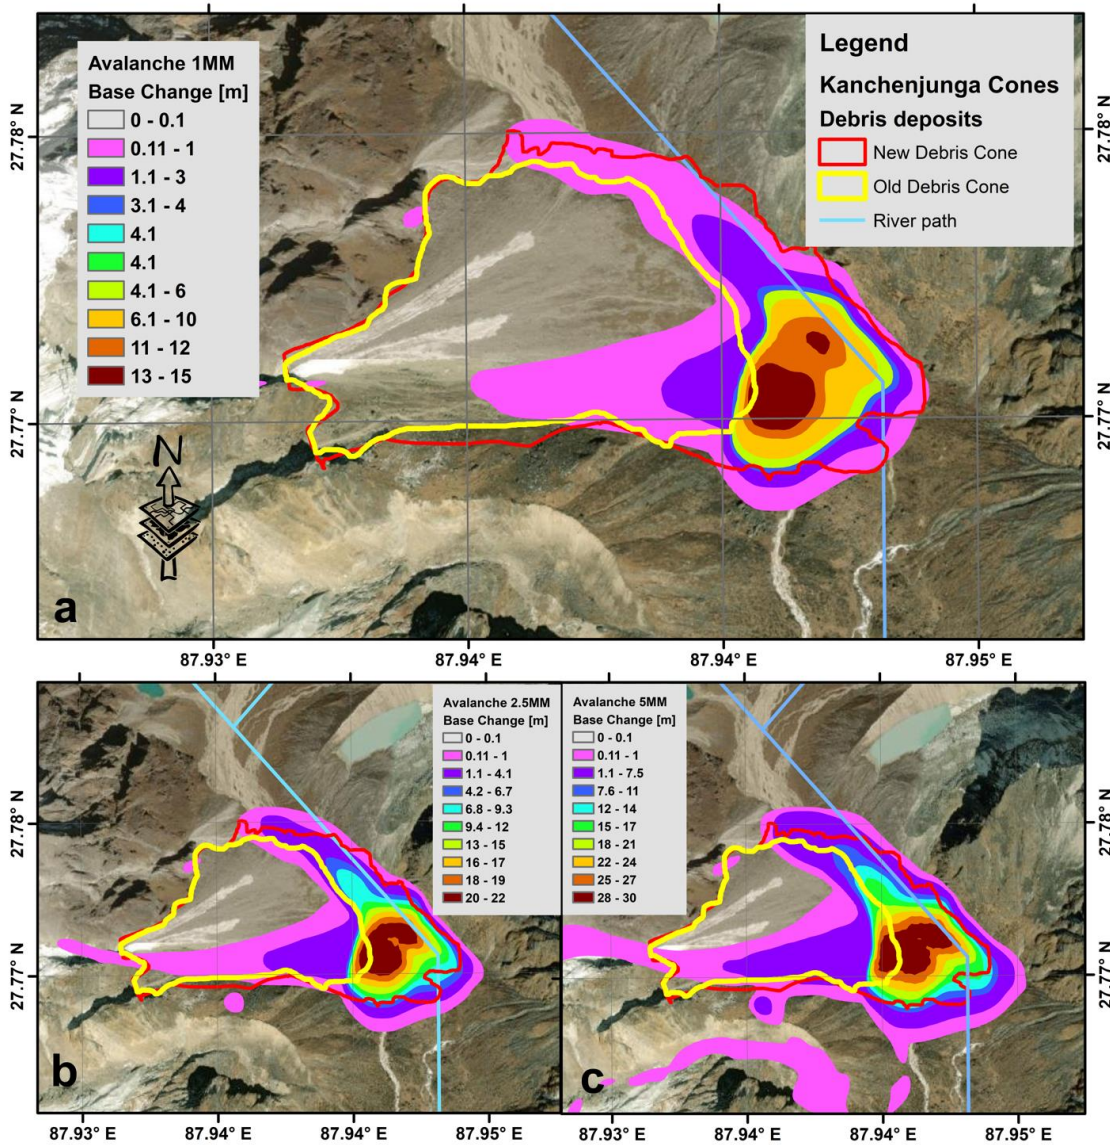 Avalanche 1MM
Base Change [m]
0 - 0.1
0.11 - 1
1.1 - 3
3.1 - 4
4.1
4.1
4.1 - 6
6.1 - 10
11 - 12
13 - 15
Legend
Kanchenjunga Cones
Debris deposits
New Debris Cone
Old Debris Cone
River path
27.78° N
27.77° N
27.78° N
27.77° N
N
a
87.93° E
87.94° E
87.94° E
87.95° E
Avalanche 2.5MM
Base Change [m]
0 - 0.1
0.11 - 1
1.1 - 4.1
4.2 - 6.7
6.8 - 9.3
9.4 - 12
13 - 15
16 - 17
18 - 19
20 - 22
27.78° N
27.77° N
b
87.93° E
87.94° E
87.94° E
87.95° E
Avalanche 5MM
Base Change [m]
0 - 0.1
0.11 - 1
1.1 - 7.5
7.6 - 11
12 - 14
15 - 17
18 - 21
22 - 24
25 - 27
28 - 30
27.78° N
27.77° N
c
87.93° E
87.94° E
87.94° E
87.95° E